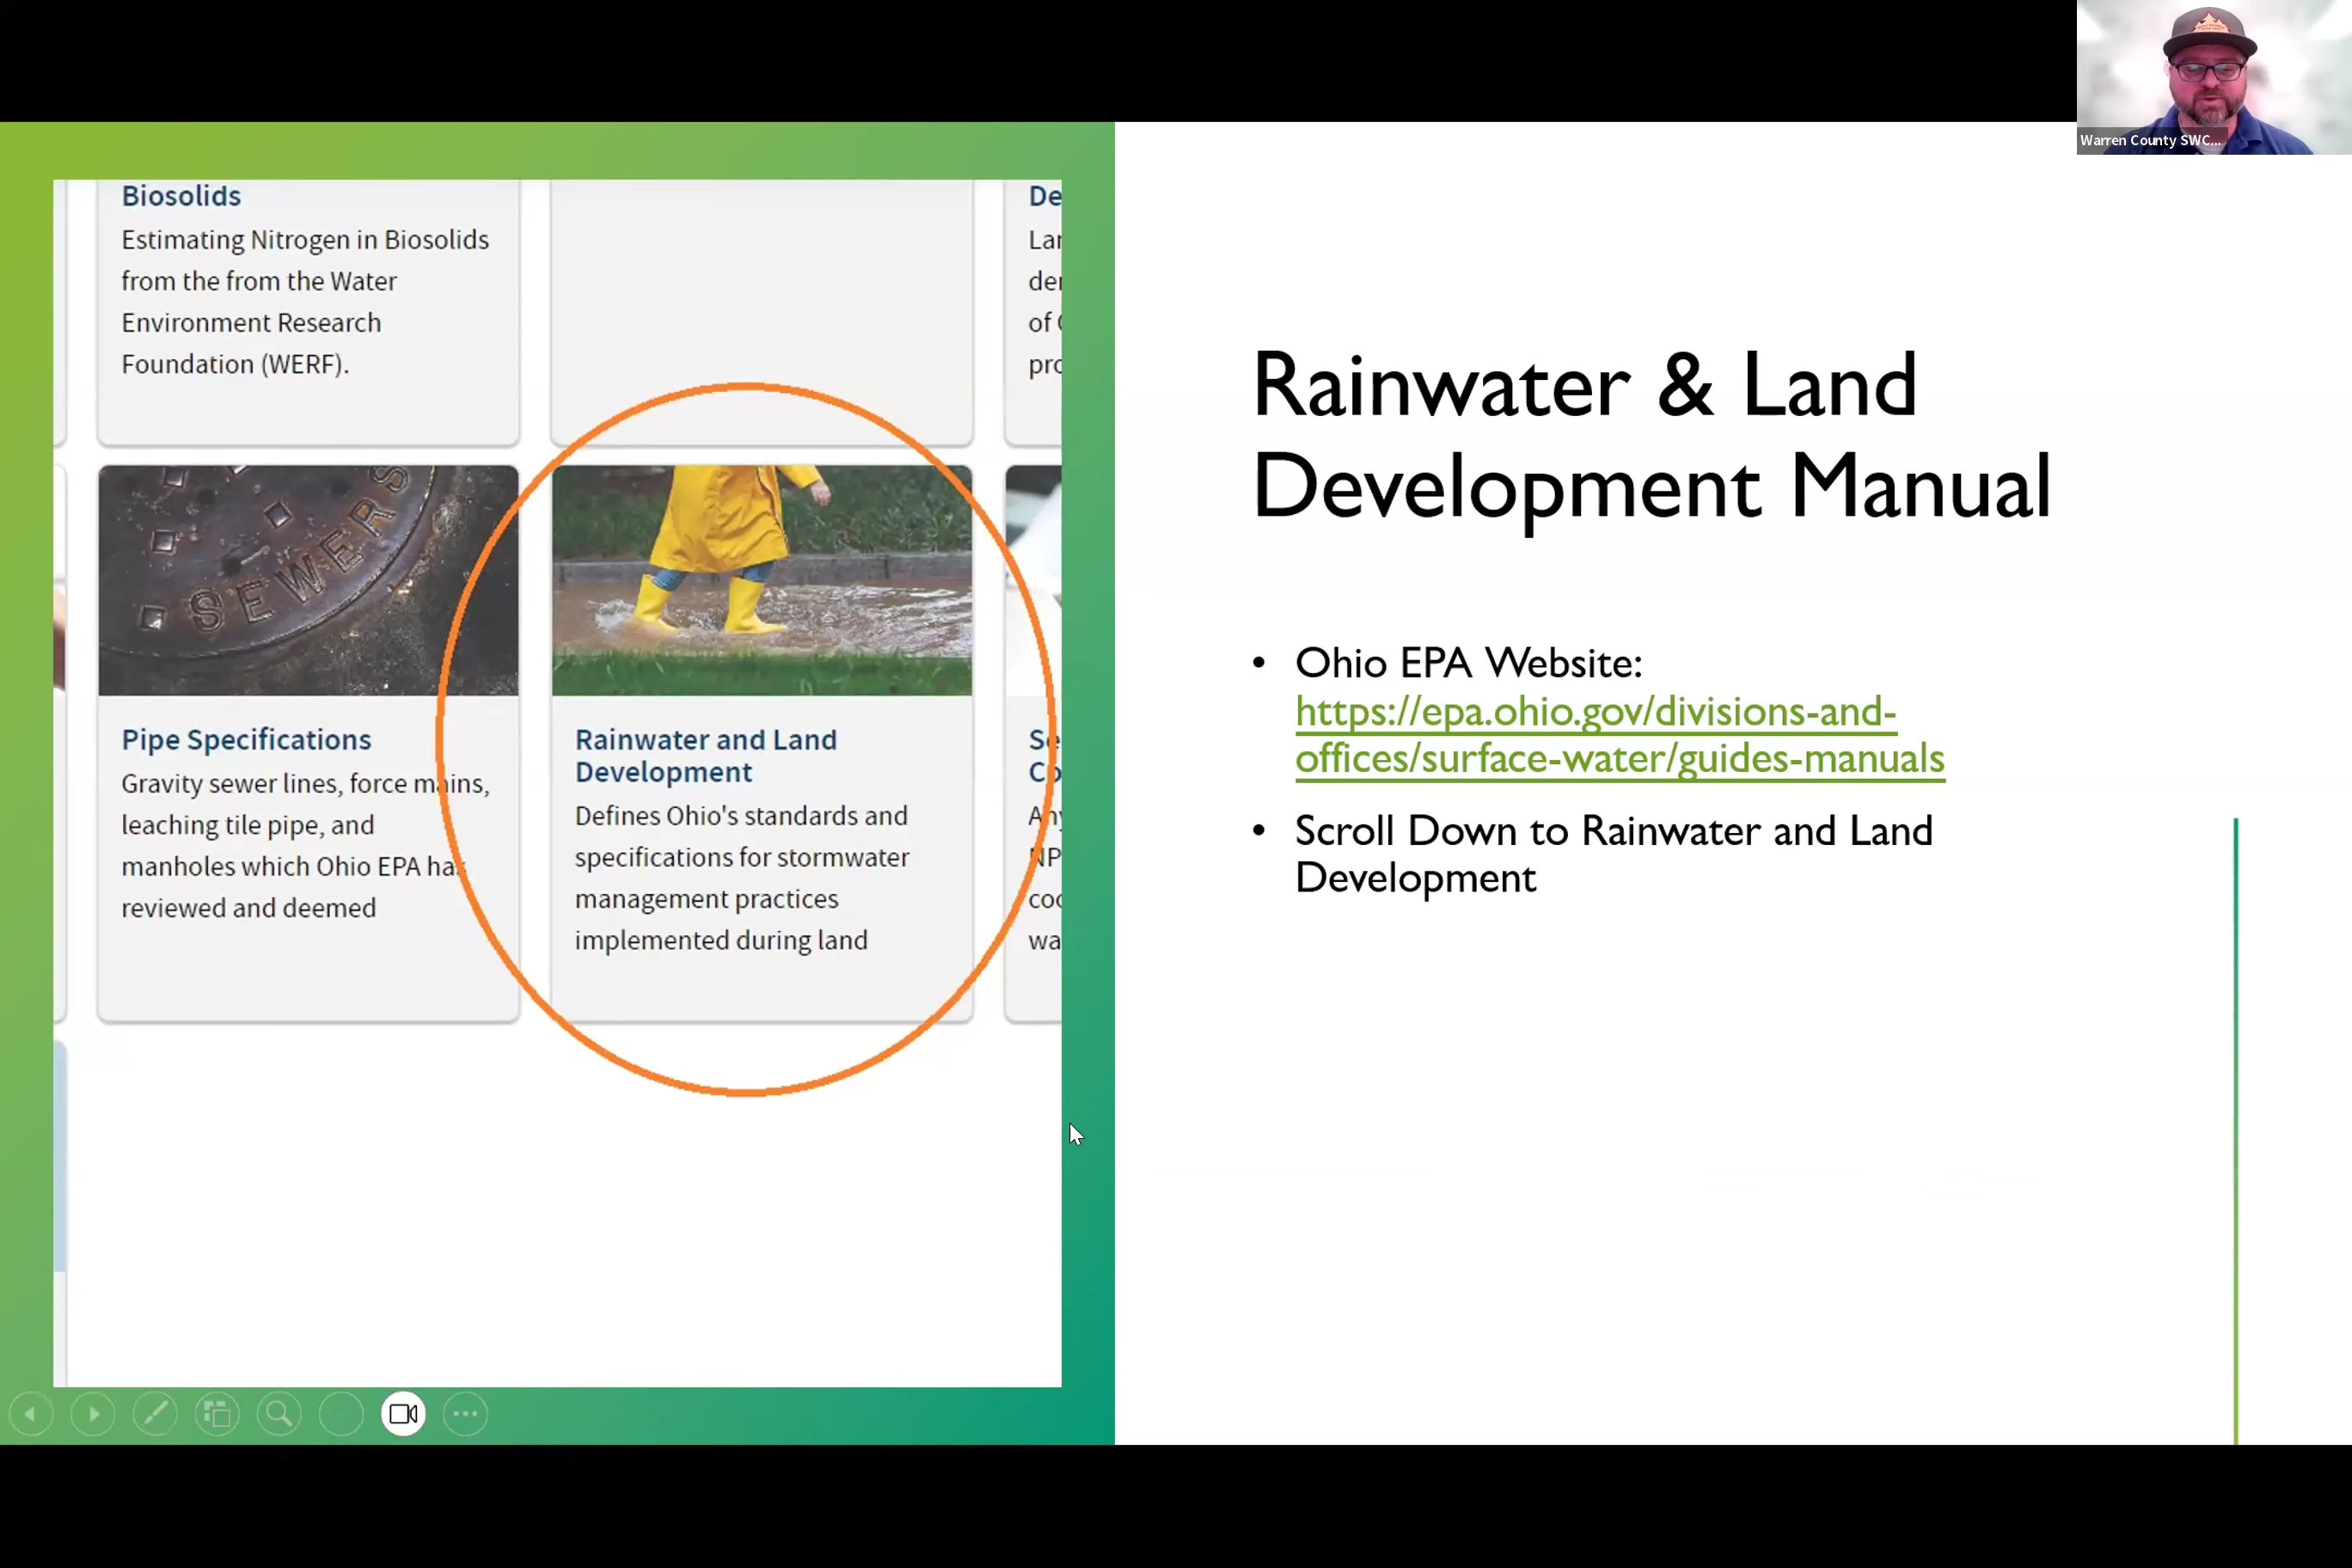 Warren County SWC...
Biosolids
Estimating Nitrogen in Biosolids
from the from the Water
Environment Research
Foundation (WERF).
De
Lar
der
of
pro
SEWERS
Pipe Specifications
Gravity sewer lines, force mains,
leaching tile pipe, and
manholes which Ohio EPA has
reviewed and deemed
Rainwater and Land
Development
Defines Ohio's standards and
specifications for stormwater
management practices
implemented during land
Se
Co
Any
NP
coo
wa
Rainwater & Land
Development Manual
• Ohio EPA Website:
https://epa.ohio.gov/divisions-and-
offices/surface-water/guides-manuals
• Scroll Down to Rainwater and Land
Development